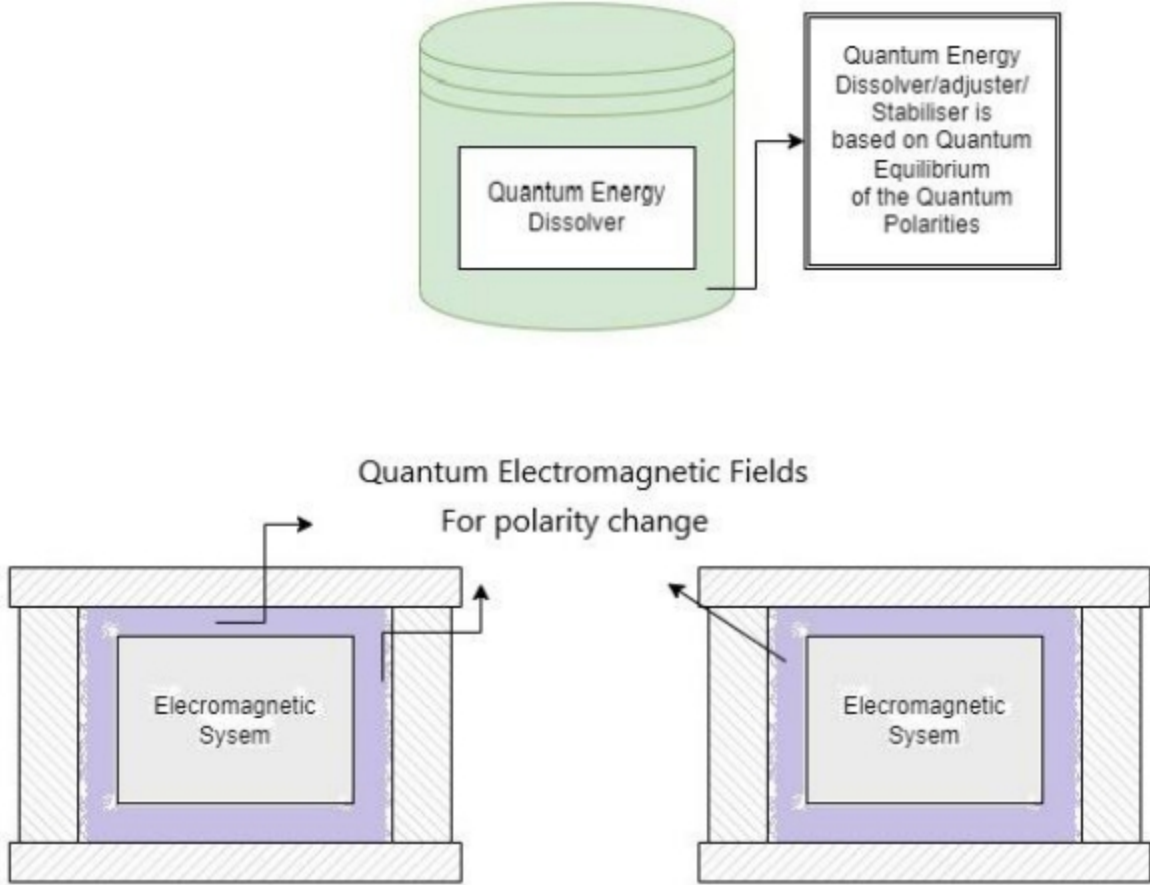 Quantum Energy
Dissolver
Quantum Energy
Dissolver/adjuster/
Stabiliser is
based on Quantum
Equilibrium
of the Quantum
Polarities
Quantum Electromagnetic Fields
For polarity change
Elecromagnetic
Sysem
Elecromagnetic
Sysem